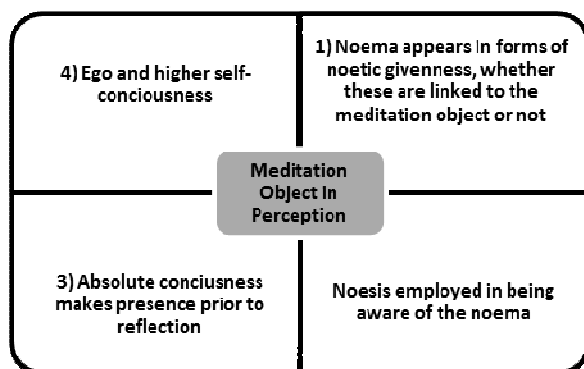 4) Ego and higher self-
conciousness
1) Noema appears in forms of
noetic givenness, whether
these are linked to the
meditation object or not
Meditation
Object in
Perception
3) Absolute conciusness
makes presence prior to
reflection
Noesis employed in being
aware of the noema